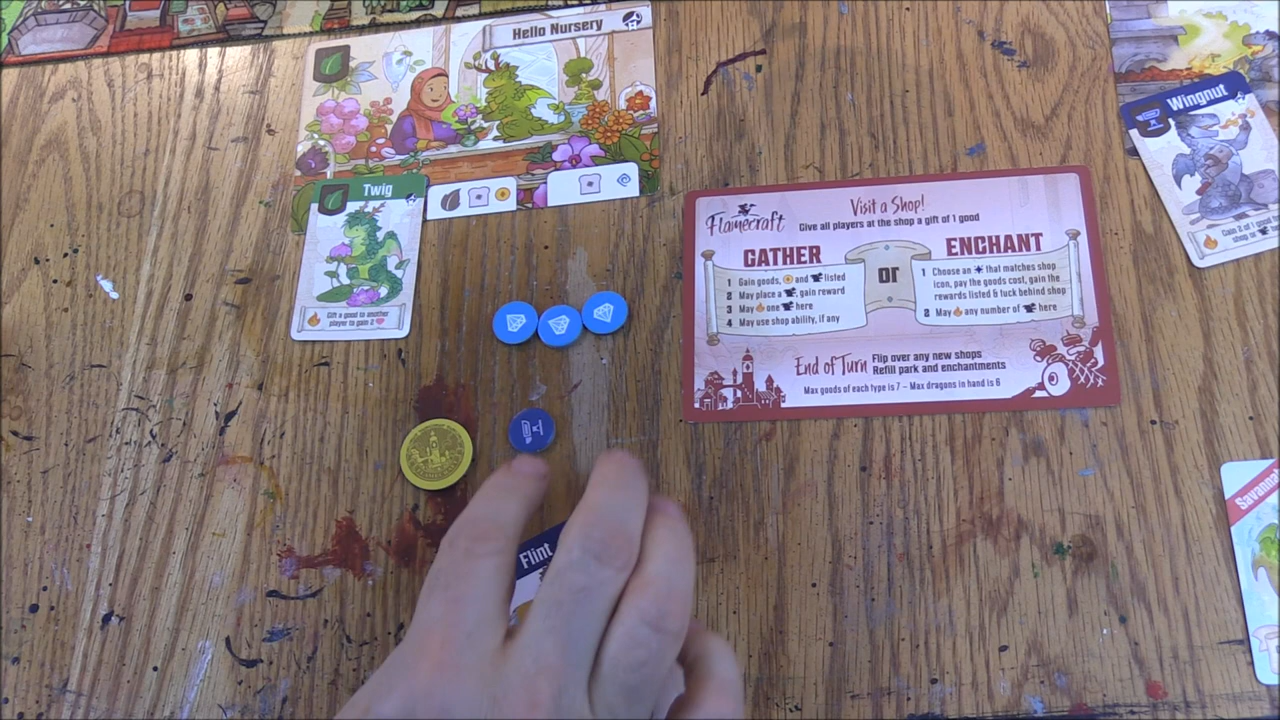 Hello Nursery
Twig
Gift a good to another
player to gain 2
Wingnut
Gain 2 of 1 good
shop or
Flamecraft
Visit a Shop!
Give all players at the shop a gift of 1 good
GATHER
1 Gain goods, and listed
2 May place a , gain reward
3 May one here
4 May use shop ability, if any
or
ENCHANT
1 Choose an that matches shop
icon, pay the goods cost, gain the
rewards listed & tuck behind shop
2 May any number of here
End of Turn
Flip over any new shops
Refill park and enchantments
Max goods of each type is 7 – Max dragons in hand is 6
Flint
Savanna